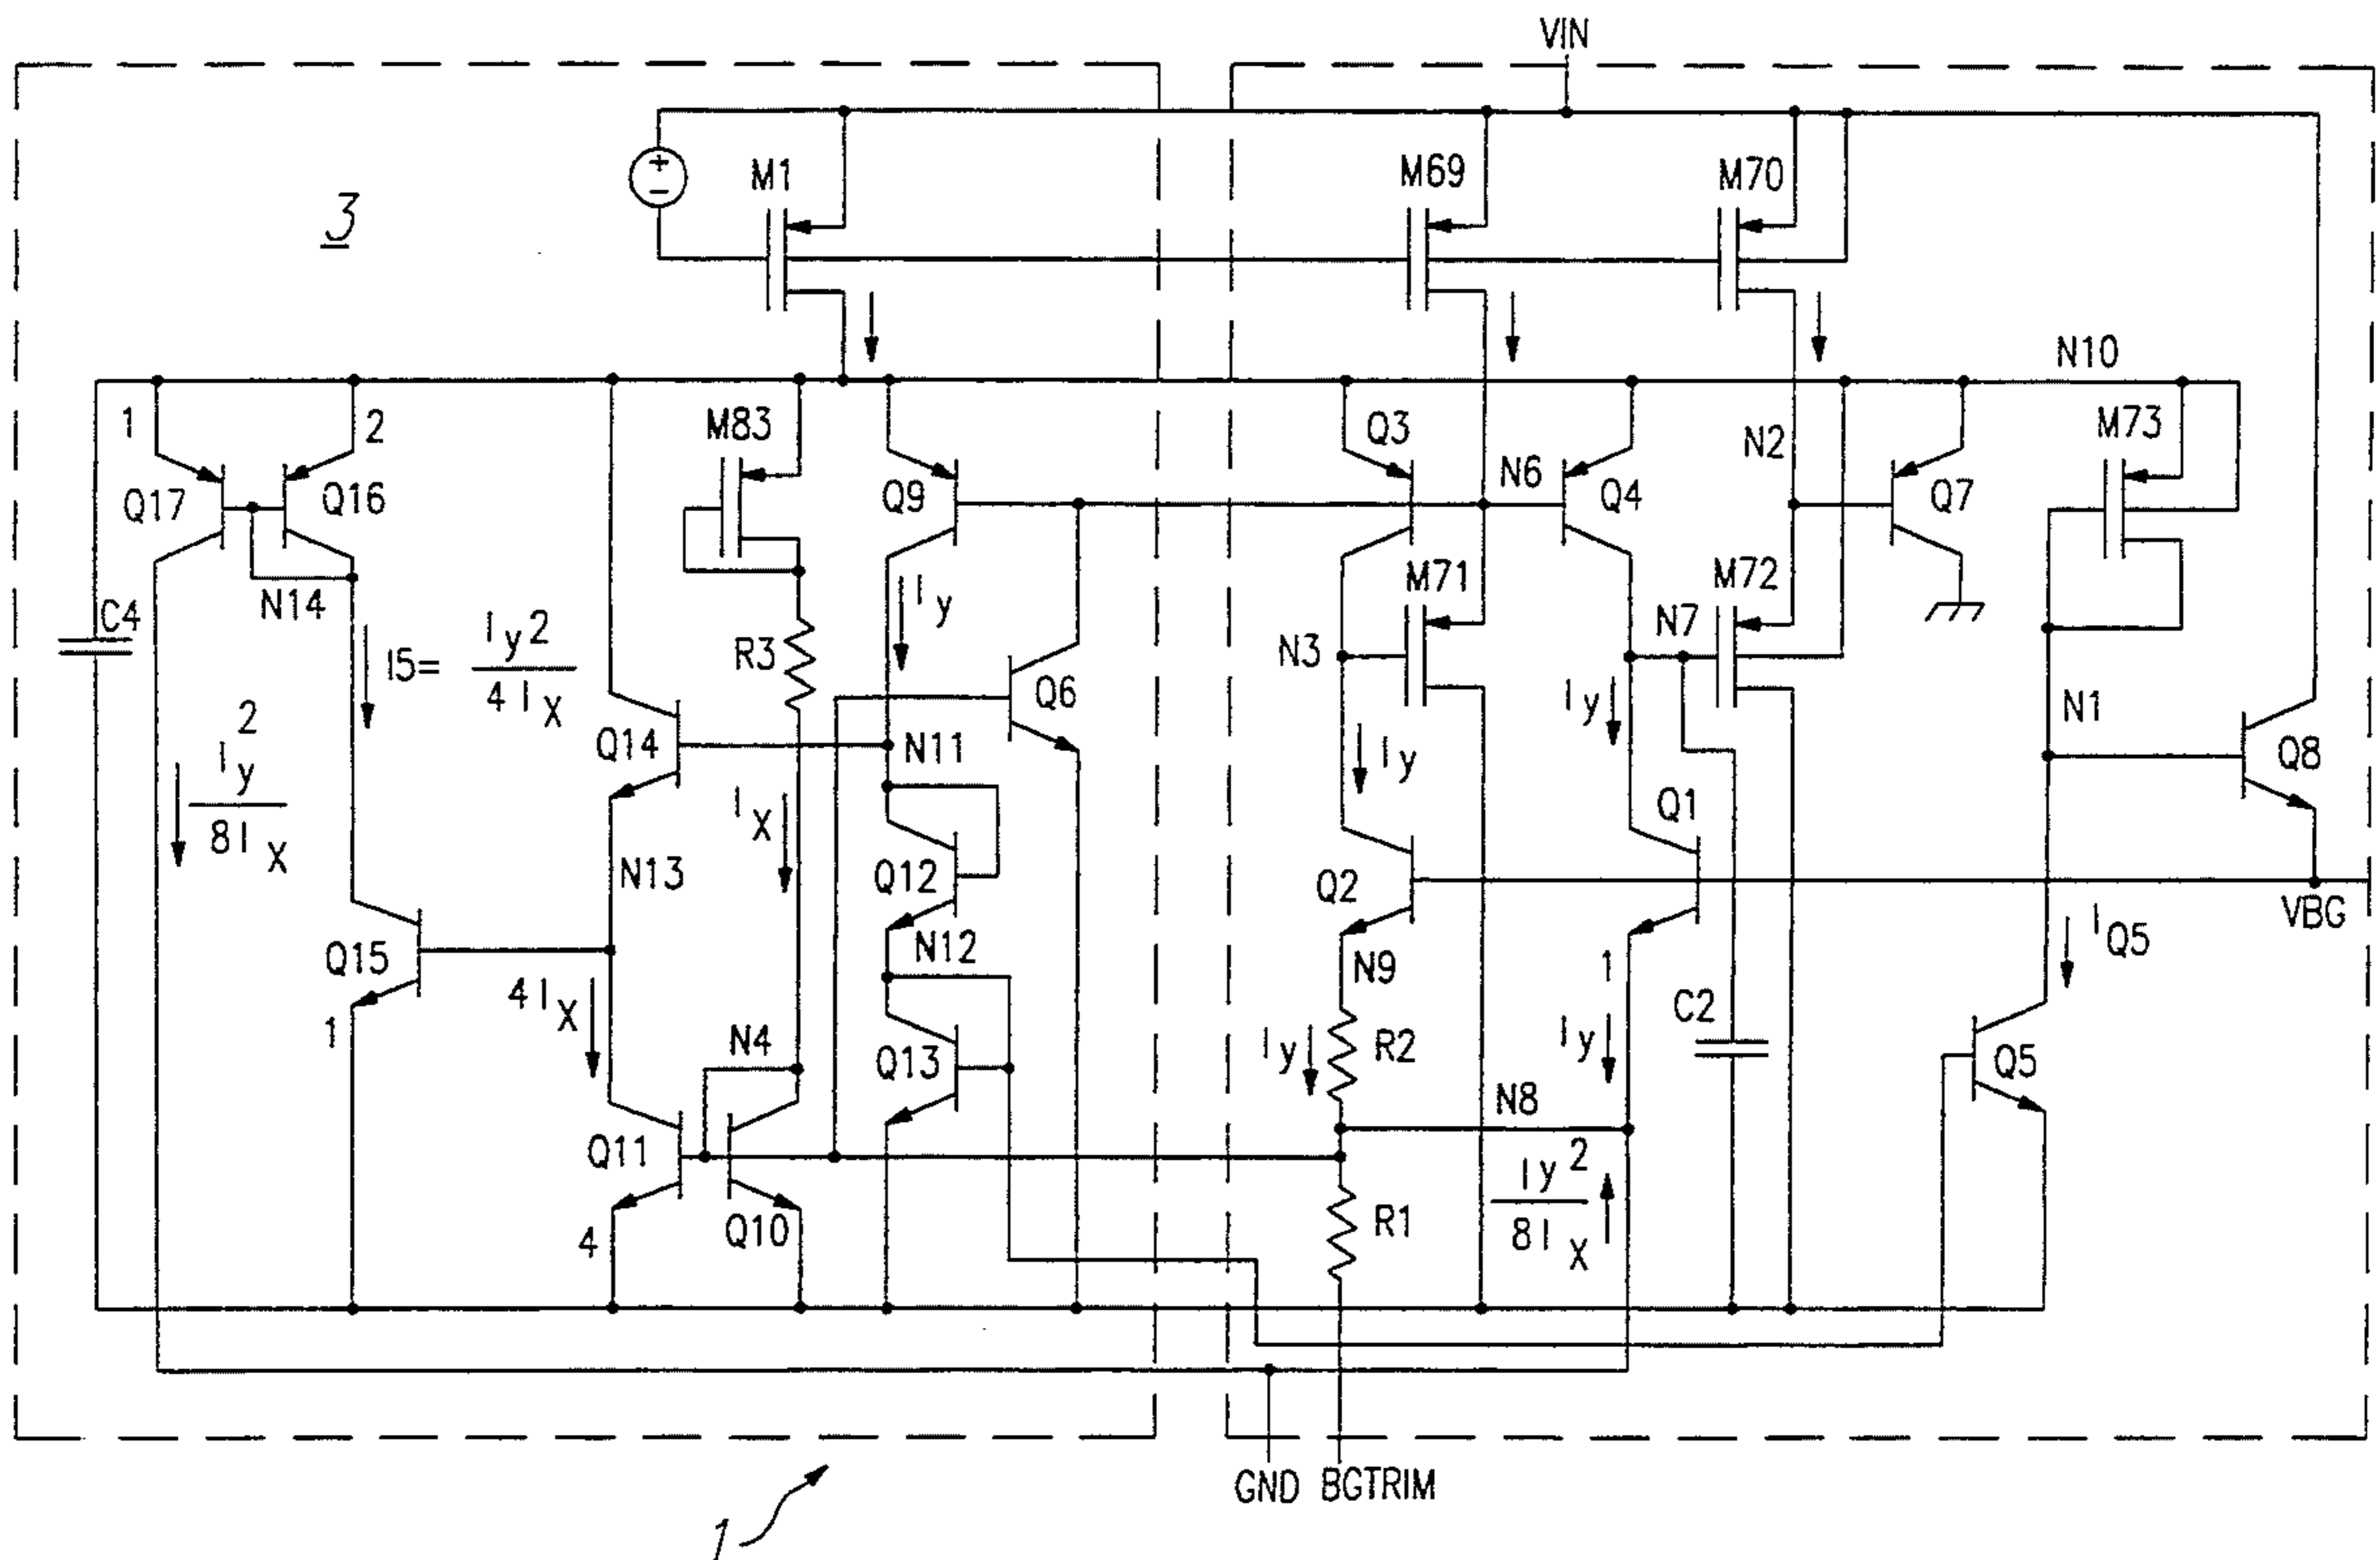 VIN
3
M1
M69
M70
N10
1
2
M83
Q3
N2
M73
Q17
Q16
Q9
N6
Q4
Q7
N14
C4
I5= Iy2 / 4IX
R3
Iy
Q6
N3
M71
N7
M72
N1
Iy2 / 8IX
Q14
N11
IX
Iy
Iy
Q1
Q8
N13
Q12
Q2
VBG
Q15
N12
N9
1
IQ5
1
4IX
N4
Q13
Iy
R2
Iy
C2
Q5
N8
Q11
Q10
4
R1
Iy2 / 8IX
GND BGTRIM
1